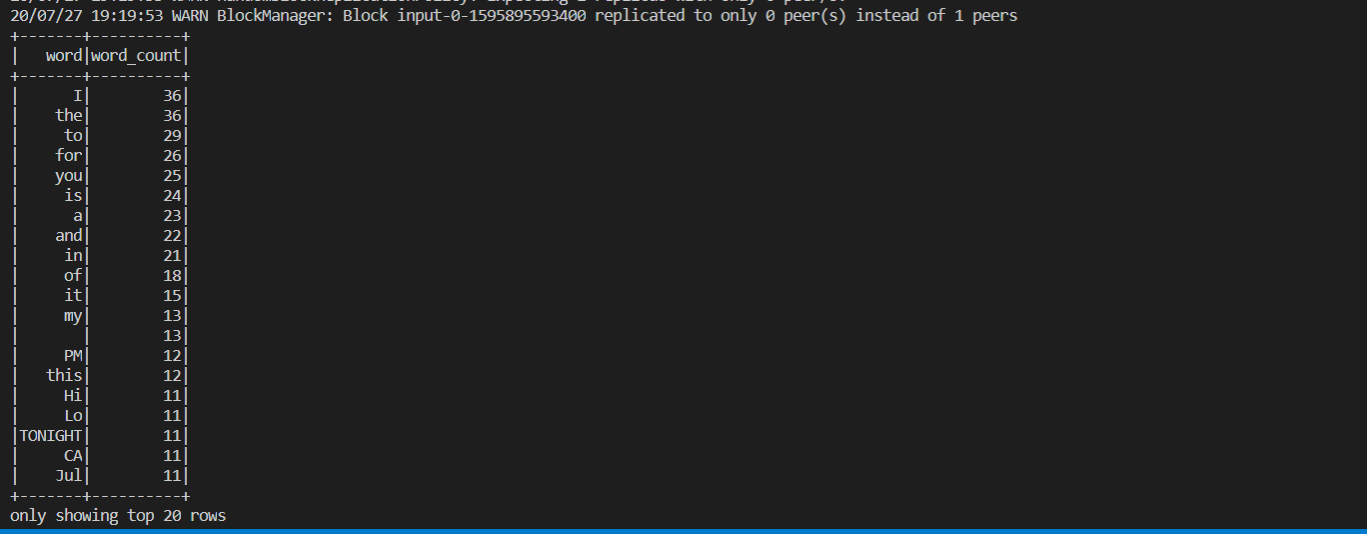 20/07/27 19:19:53 WARN BlockManager: Block input-0-1595895593400 replicated to only 0 peer(s) instead of 1 peers
+-------+----------+
|   word|word_count|
+-------+----------+
|      I|        36|
|    the|        36|
|     to|        29|
|    for|        26|
|    you|        25|
|     is|        24|
|      a|        23|
|    and|        22|
|     in|        21|
|     of|        18|
|     it|        15|
|     my|        13|
|       |        13|
|     PM|        12|
|   this|        12|
|     Hi|        11|
|     Lo|        11|
|TONIGHT|        11|
|     CA|        11|
|    Jul|        11|
+-------+----------+
only showing top 20 rows